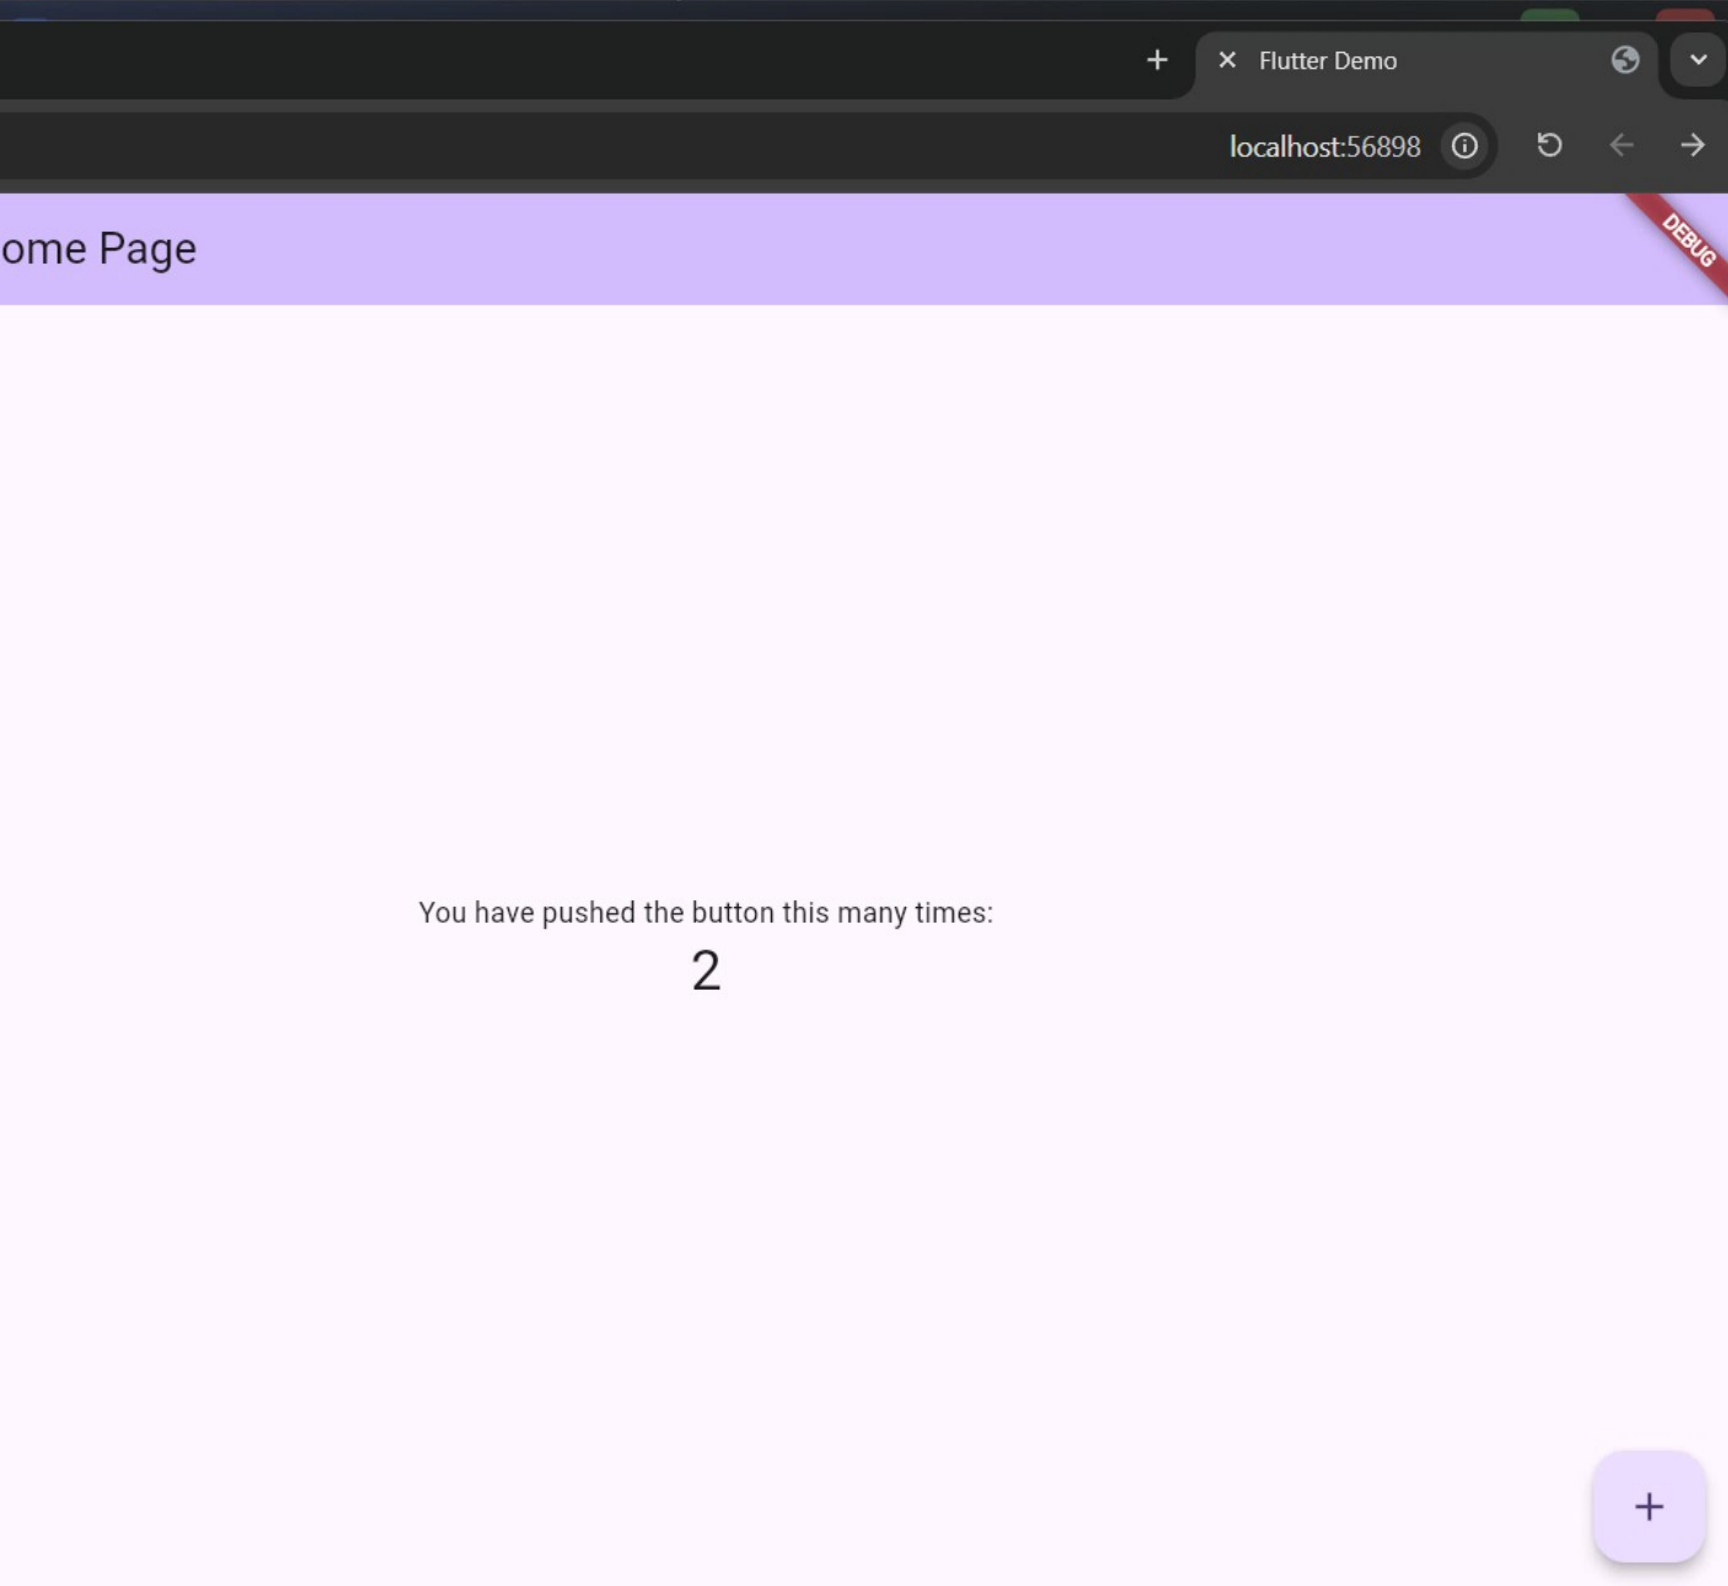 Flutter Demo
localhost:56898
ome Page
DEBUG
You have pushed the button this many times:
2